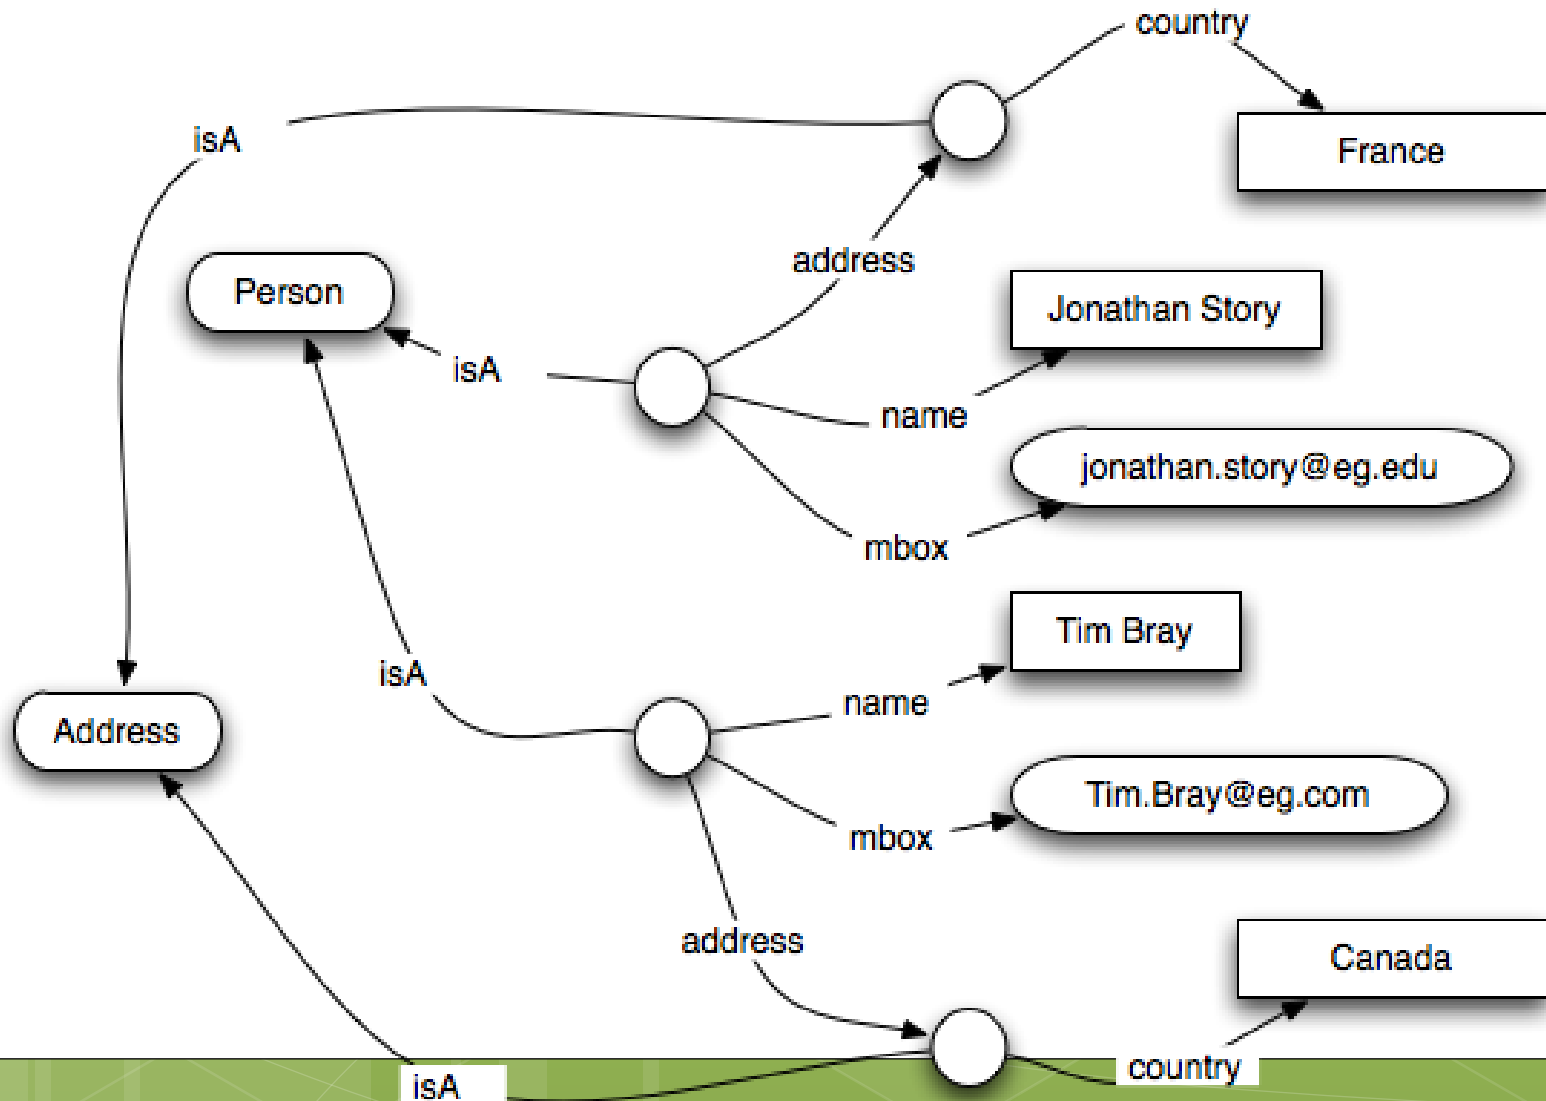 country
isA
France
address
Person
Jonathan Story
isA
name
jonathan.story@eg.edu
mbox
Tim Bray
isA
name
Address
Tim.Bray@eg.com
mbox
address
Canada
country
isA